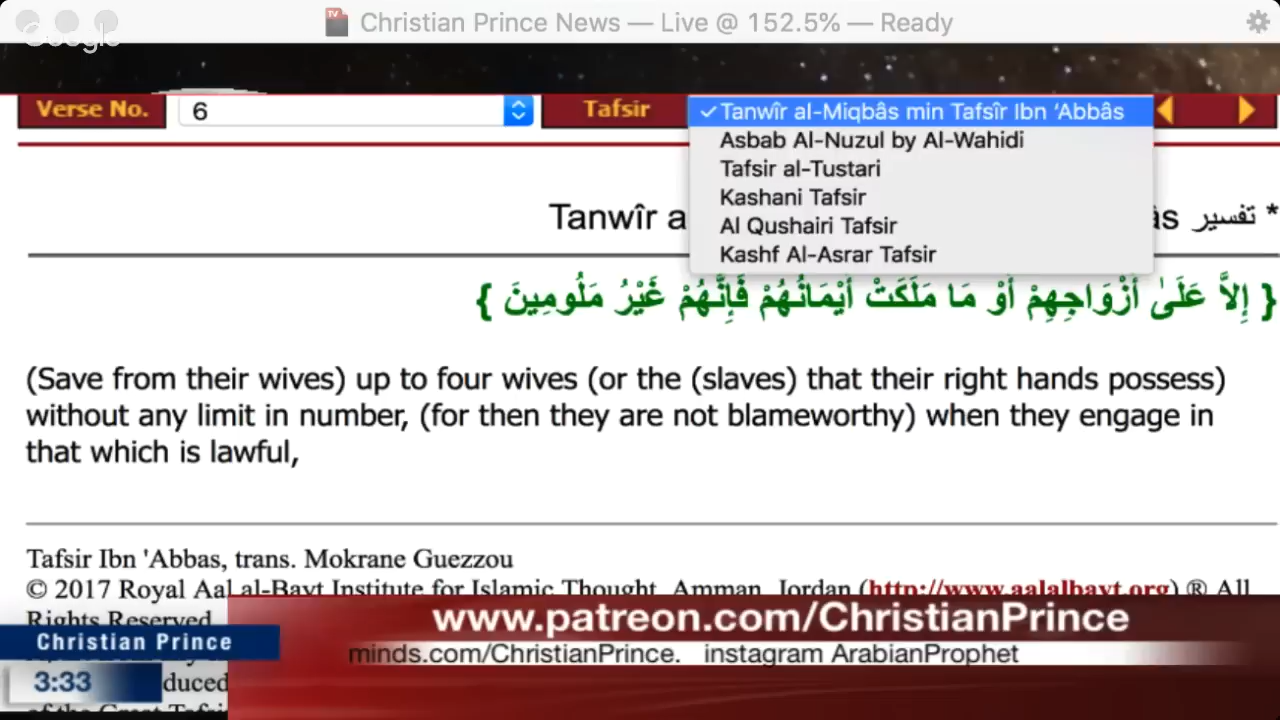 Christian Prince News — Live @ 152.5% — Ready
Google
Verse No.
6
Tafsir
✓Tanwîr al-Miqbâs min Tafsîr Ibn ‘Abbâs
Asbab Al-Nuzul by Al-Wahidi
Tafsir al-Tustari
Kashani Tafsir
Al Qushairi Tafsir
Kashf Al-Asrar Tafsir
Tanwîr a
* تفسير
{ إِلاَّ عَلَىٰ أَزْوَاجِهِمْ أَوْ مَا مَلَكَتْ أَيْمَانُهُمْ فَإِنَّهُمْ غَيْرُ مَلُومِينَ }
(Save from their wives) up to four wives (or the (slaves) that their right hands possess)
without any limit in number, (for then they are not blameworthy) when they engage in
that which is lawful,
Tafsir Ibn 'Abbas, trans. Mokrane Guezzou
© 2017 Royal Aal al-Bayt Institute for Islamic Thought, Amman, Jordan (http://www.aalalbayt.org) ® All
Rights Reserved
www.patreon.com/ChristianPrince
Christian Prince
minds.com/ChristianPrince. instagram ArabianProphet
3:33
duced
of the Great Tafsir